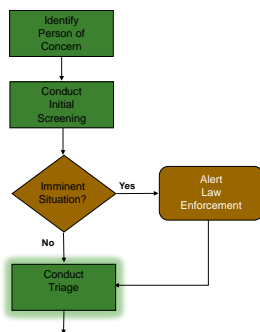 Identify
Person of
Concern
Conduct
Initial
Screening
Imminent
Situation?
Yes
Alert
Law
Enforcement
No
Conduct
Triage